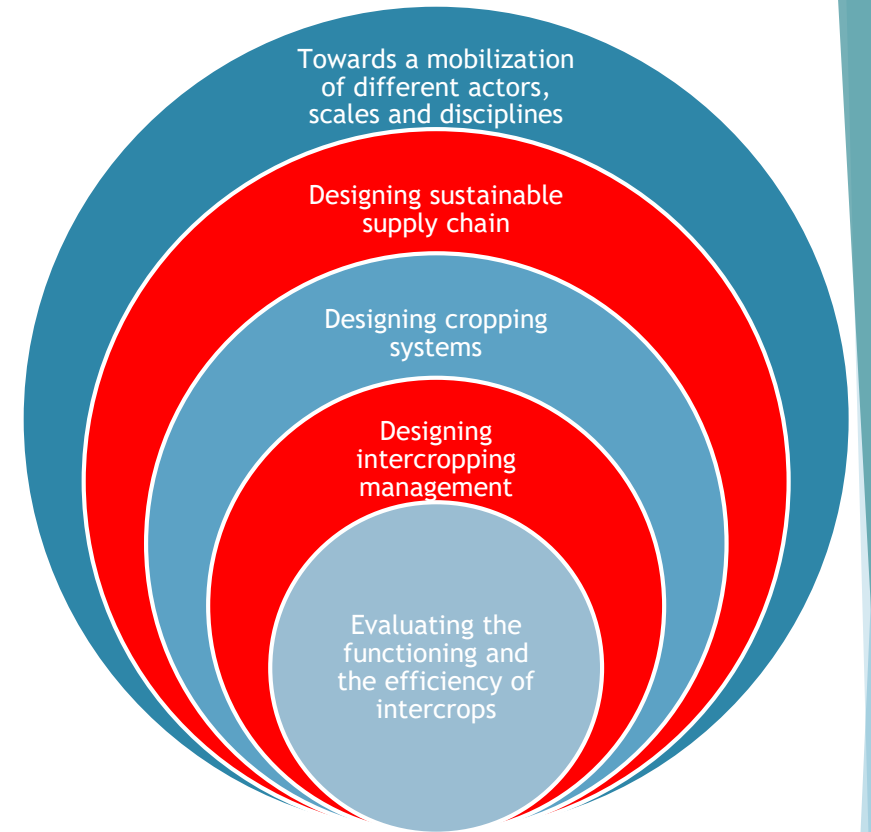 Towards a mobilization
of different actors,
scales and disciplines
Designing sustainable
supply chain
Designing cropping
systems
Designing
intercropping
management
Evaluating the
functioning and
the efficiency of
intercrops